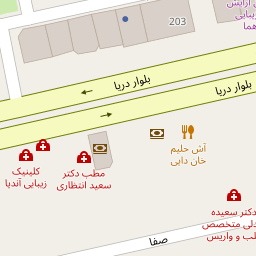 آرایش
زیبایی
هما
203
بلوار دریا
بلوار دریا
آش حلیم
خان دایی
کلینیک
زیبایی آندیا
مطب دکتر
سعید انتظاری
دکتر سعیده
متخصص
و واریس
صفا